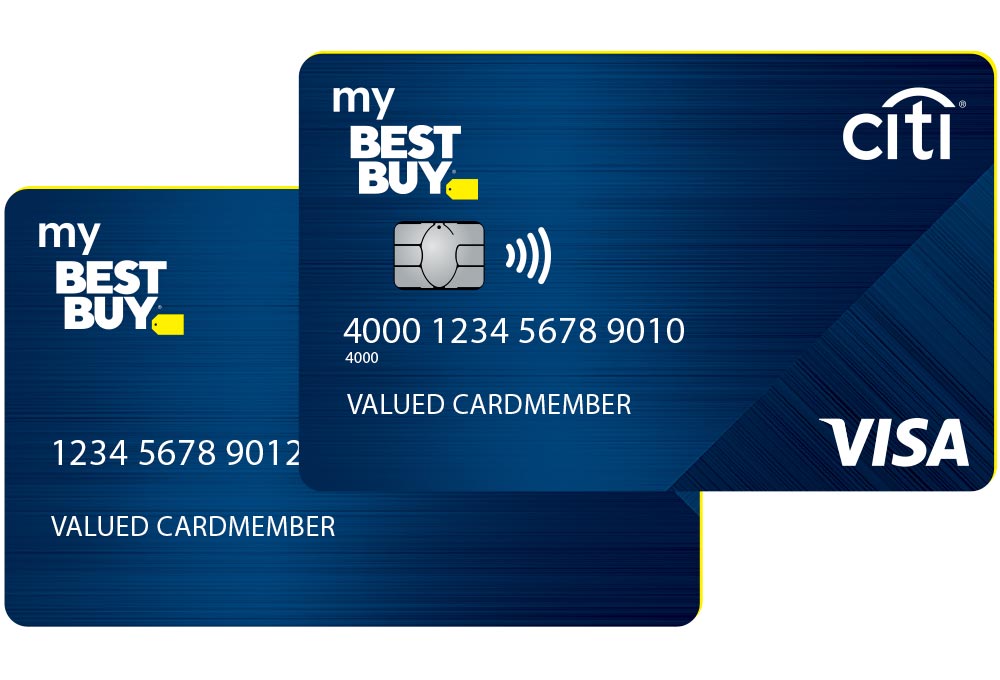 my
BEST
BUY
citi®
4000 1234 5678 9010
4000
VALUED CARDMEMBER
VISA
my
BEST
BUY
1234 5678 9012
VALUED CARDMEMBER